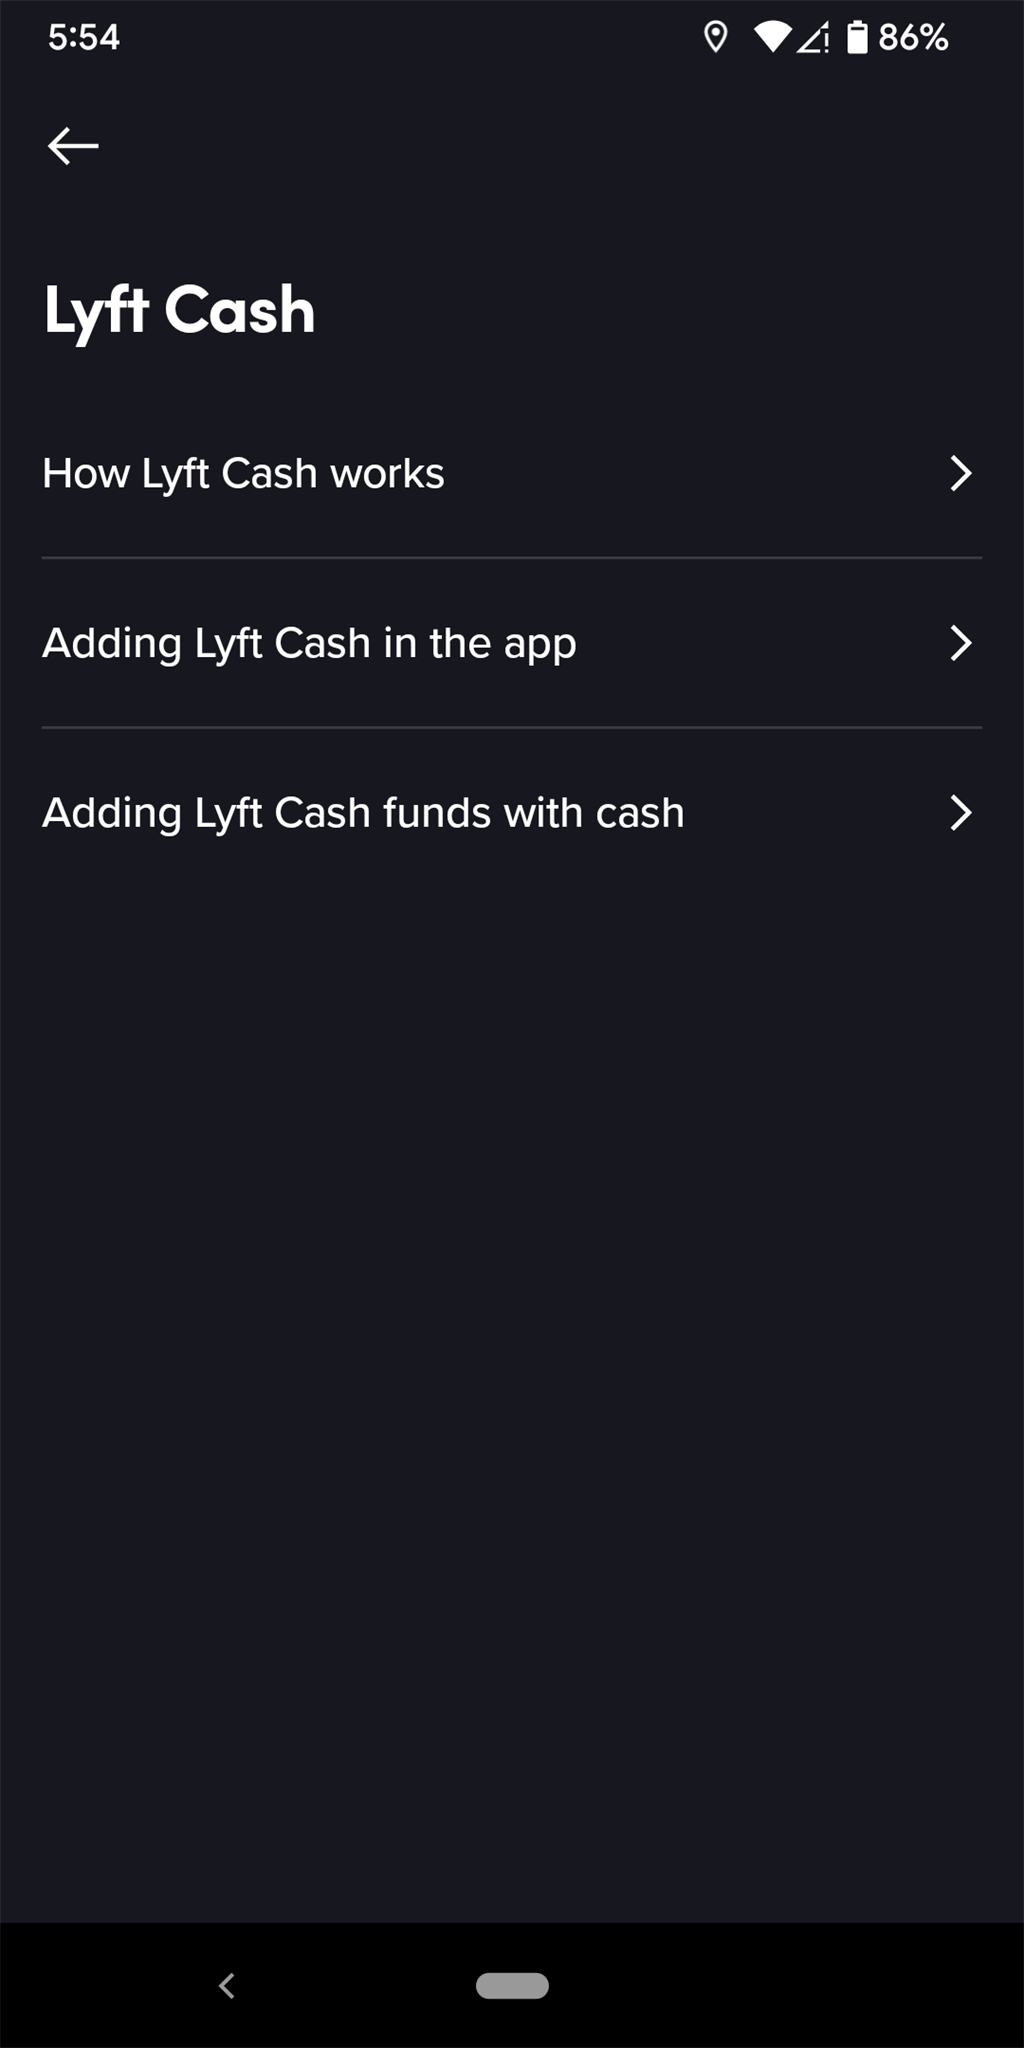 5:54
86%
Lyft Cash
How Lyft Cash works
Adding Lyft Cash in the app
Adding Lyft Cash funds with cash